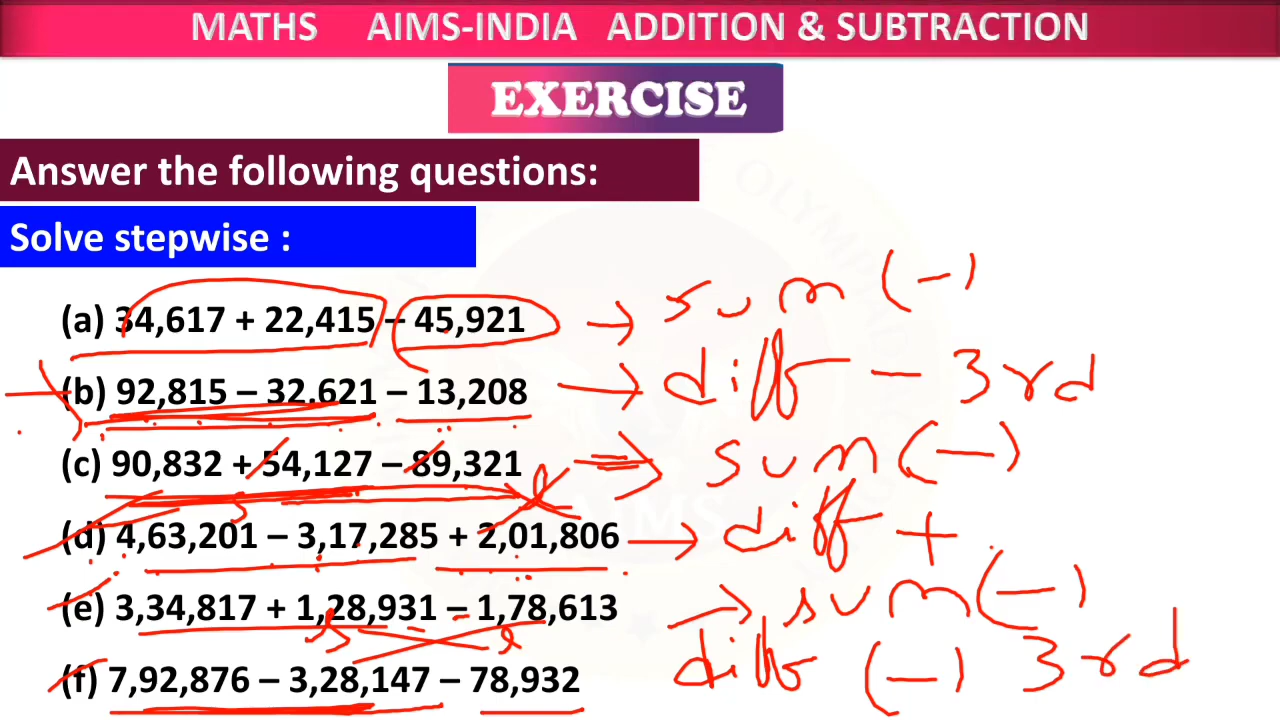 MATHS AIMS-INDIA ADDITION & SUBTRACTION
EXERCISE
Answer the following questions:
Solve stepwise :
(a) 34,617 + 22,415 – 45,921 → sum (-)
(b) 92,815 – 32,621 – 13,208 → diff – 3rd
(c) 90,832 + 54,127 – 89,321 → sum (-)
(d) 4,63,201 – 3,17,285 + 2,01,806 → diff +
(e) 3,34,817 + 1,28,931 – 1,78,613 → sum (-)
(f) 7,92,876 – 3,28,147 – 78,932 diff (-) 3rd